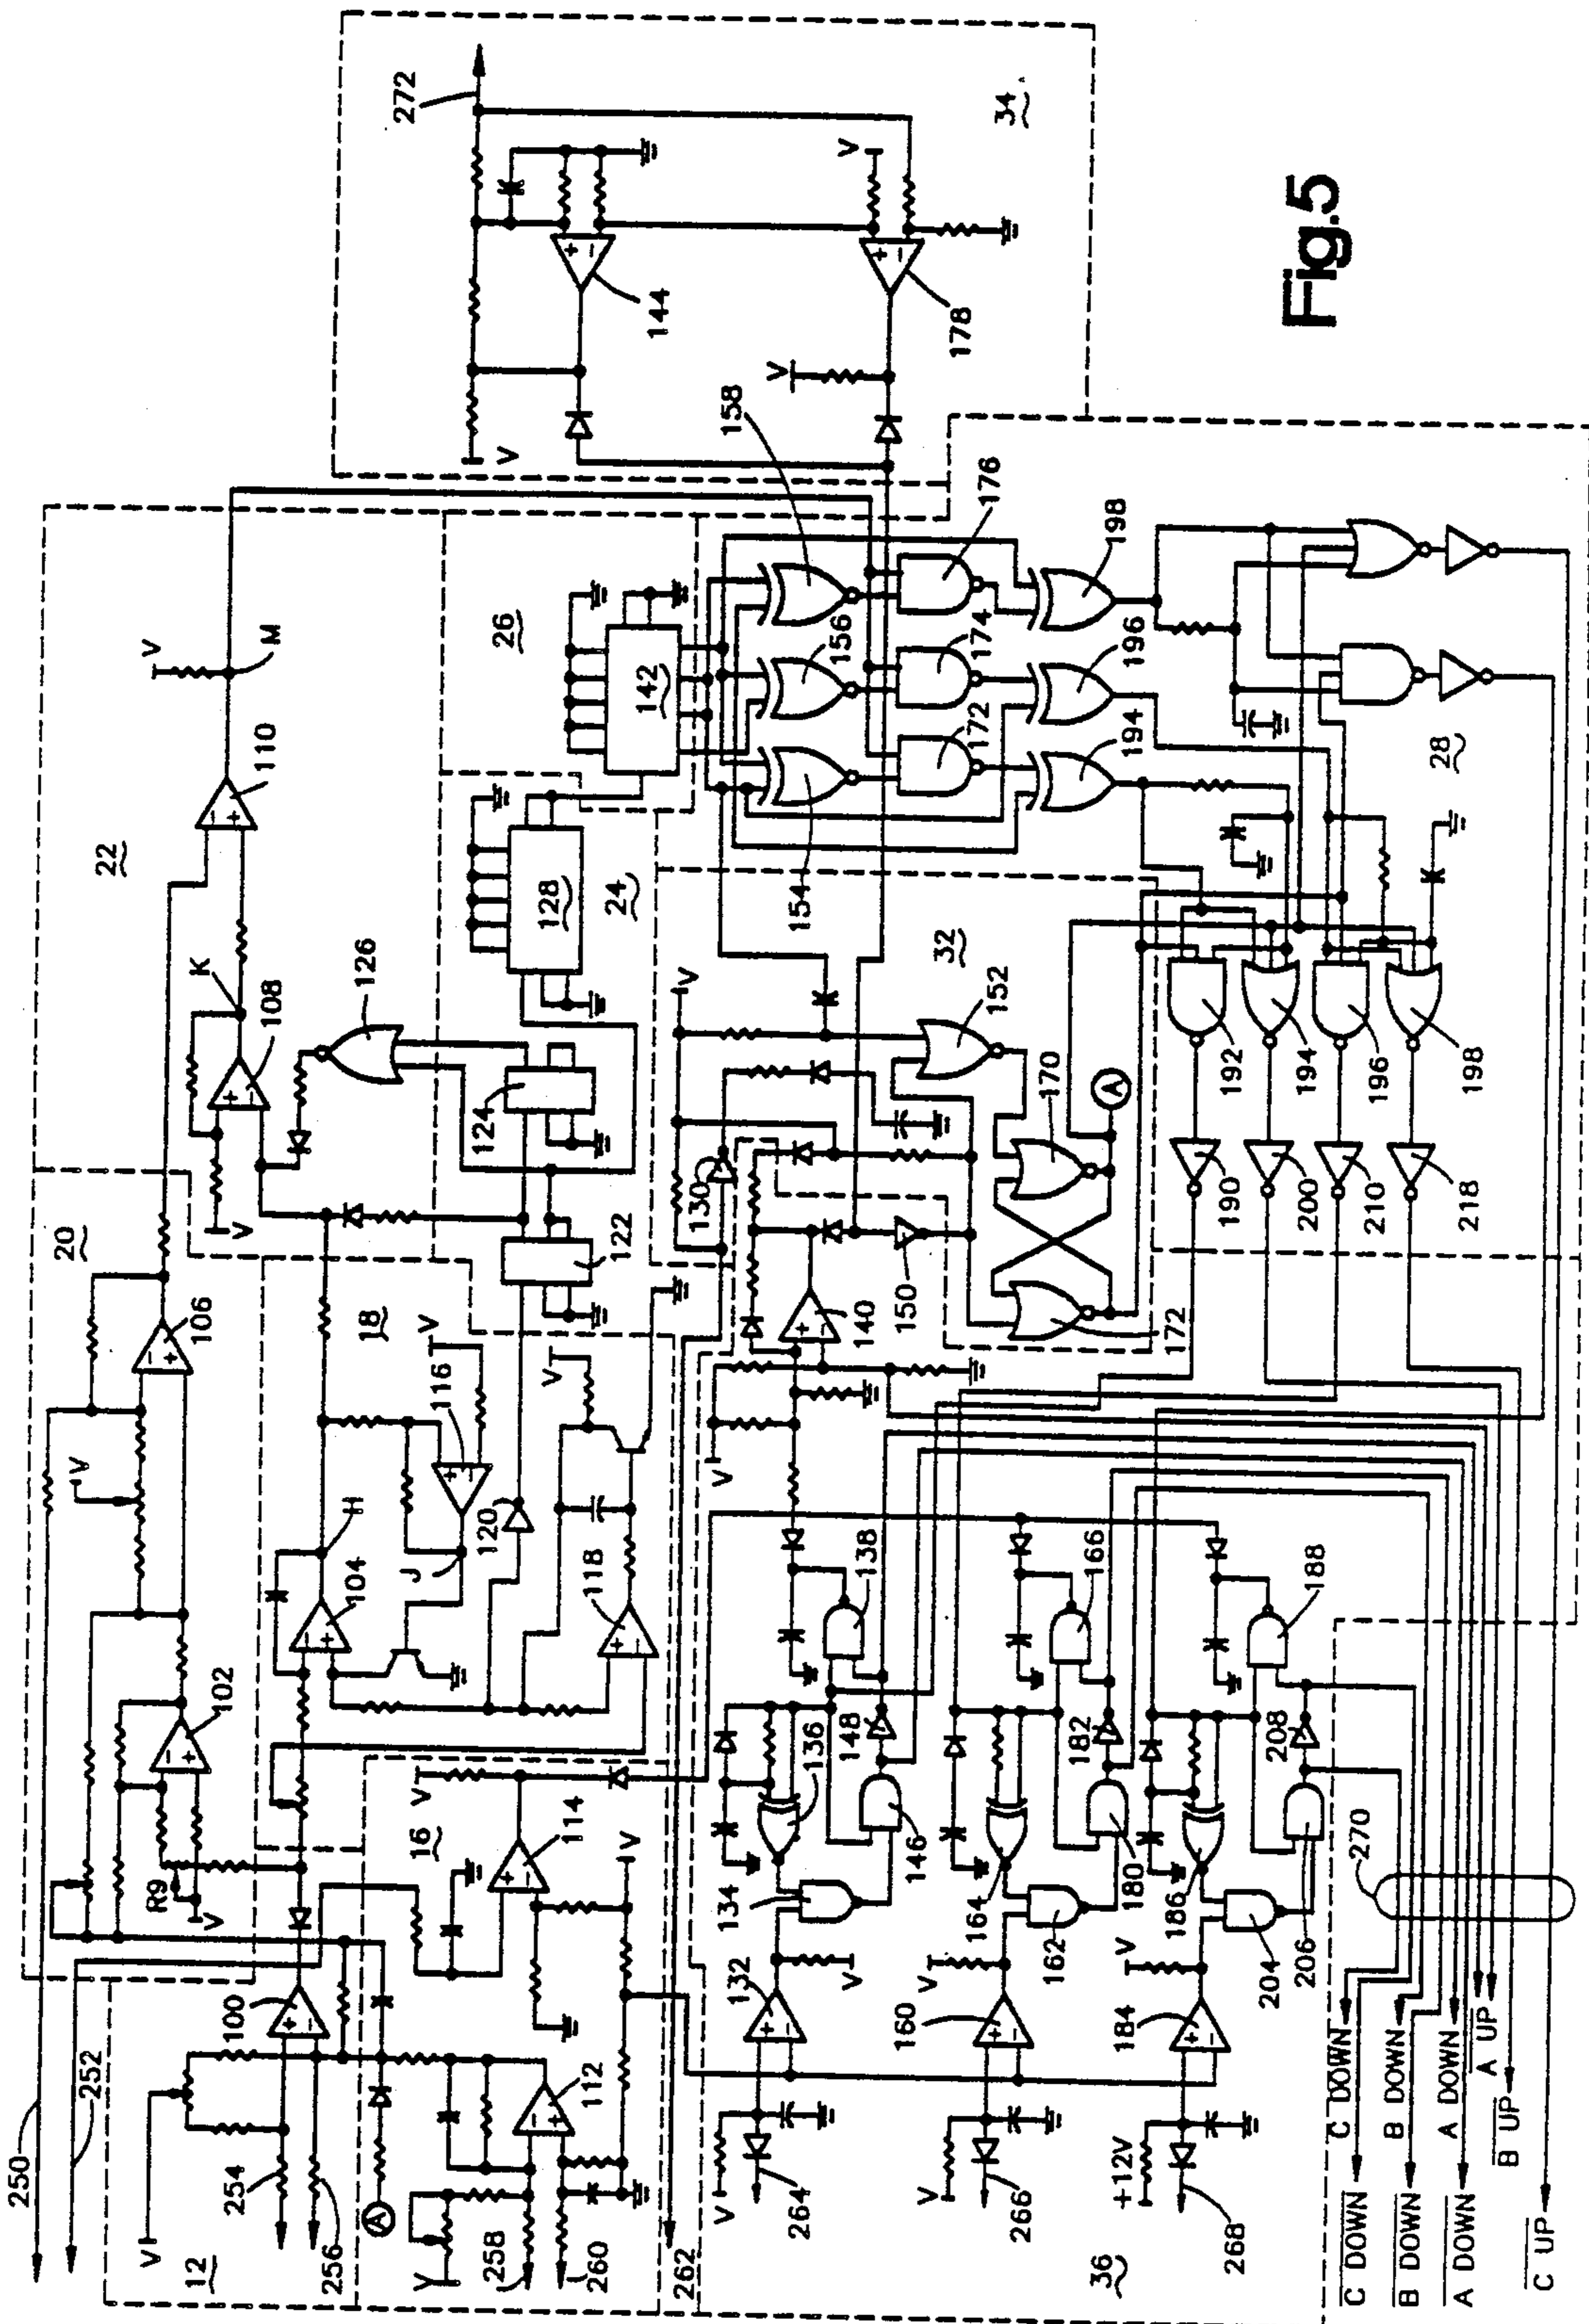 250
252
V
254
256
12
100
R9
V
102
V
106
20
22
110
V
M
K
108
V
272
V
144
V
V
178
34
104
H
J
116
V
18
V
118
120
122
124
126
128
24
142
26
A
V
258
260
262
16
114
V
V
112
V
264
132
V
134
136
146
148
138
V
140
130
150
V
152
32
170
172
A
154
156
158
172
174
176
194
196
198
28
V
266
160
V
162
164
180
182
166
+12V
268
184
V
204
186
206
208
188
36
270
190
200
210
218
192
194
196
198
C DOWN
C DOWN
B DOWN
B DOWN
A DOWN
A DOWN
A UP
B UP
C UP
Fig.5